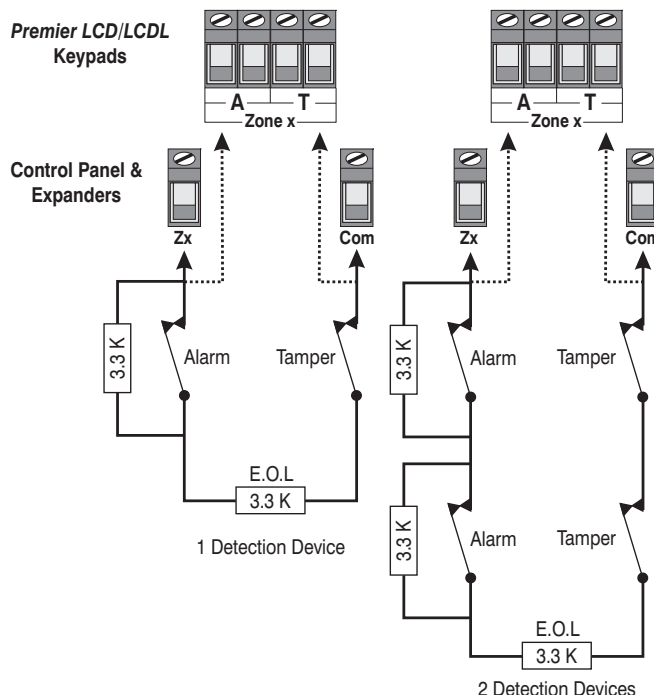 Premier LCD/LCDL
Keypads
A T
Zone x
A T
Zone x
Control Panel &
Expanders
Zx
Com
Zx
Com
3.3 K
Alarm
Tamper
E.O.L
3.3 K
1 Detection Device
3.3 K
Alarm
Tamper
3.3 K
Alarm
Tamper
E.O.L
3.3 K
2 Detection Devices